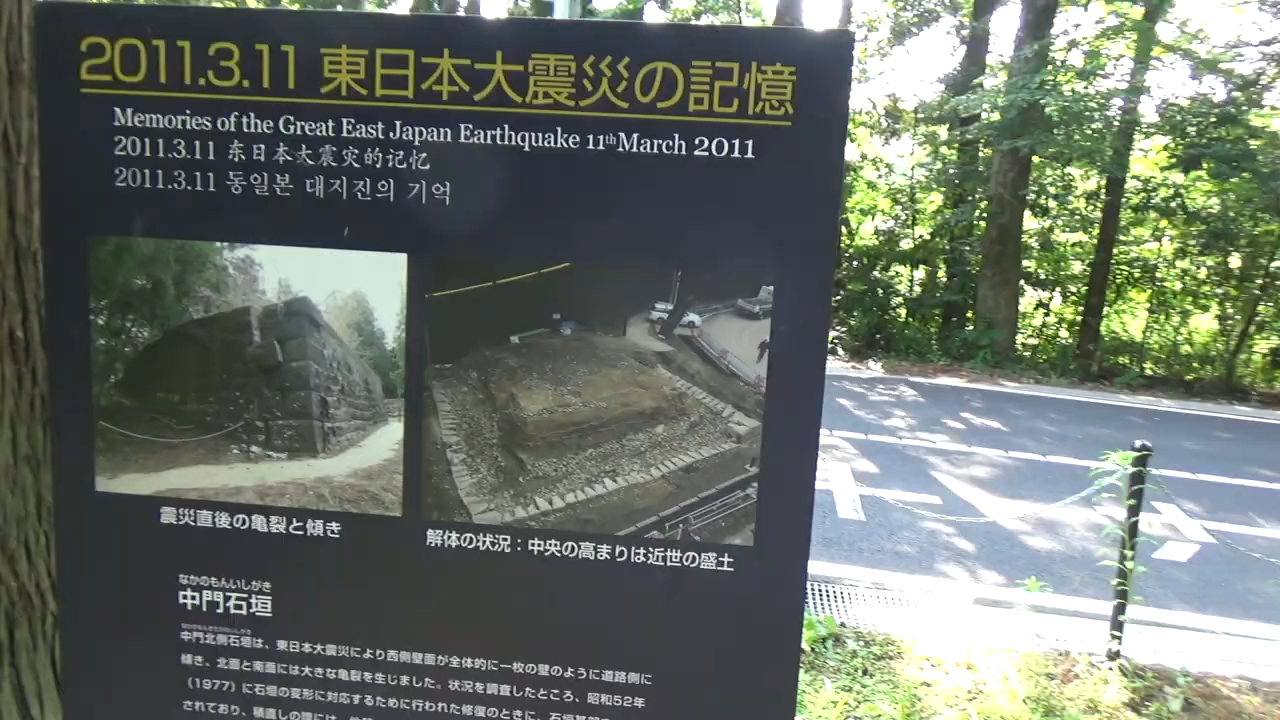 2011.3.11 東日本大震災の記憶
Memories of the Great East Japan Earthquake 11th March 2011
2011.3.11 东日本大震灾的记忆
2011.3.11 동일본 대지진의 기억
震災直後の亀裂と傾き
解体の状況：中央の高まりは近世の盛土
なかのもんいしがき
中門石垣
中門北側石垣は、東日本大震災により西側壁面が全体的に一枚の壁のように道路側に
傾き、北面と南面には大きな亀裂を生じました。状況を調査したところ、昭和52年
（1977）に石垣の変形に対応するために行われた修復のときに、石垣基部
されており、積直しの際には